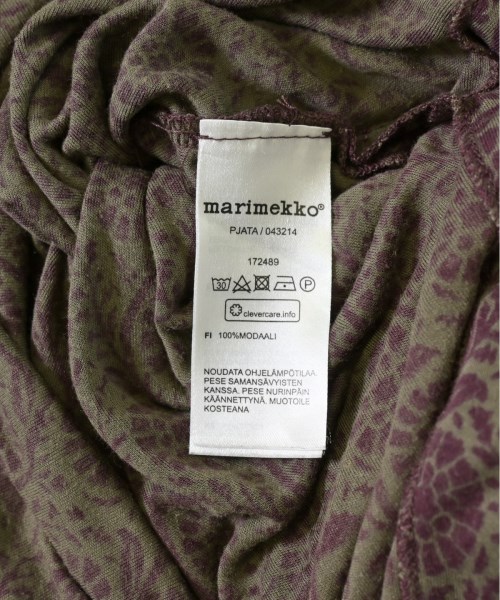 marimekko®
PJATA / 043214
172489
30 P
clevercare.info
FI 100%MODAALI
NOUDATA OHJELÄMPÖTILAA.
PESE SAMANSÄVYISTEN
KANSSA. PESE NURINPÄIN
KÄÄNNETTYNÄ. MUOTOILE
KOSTEANA